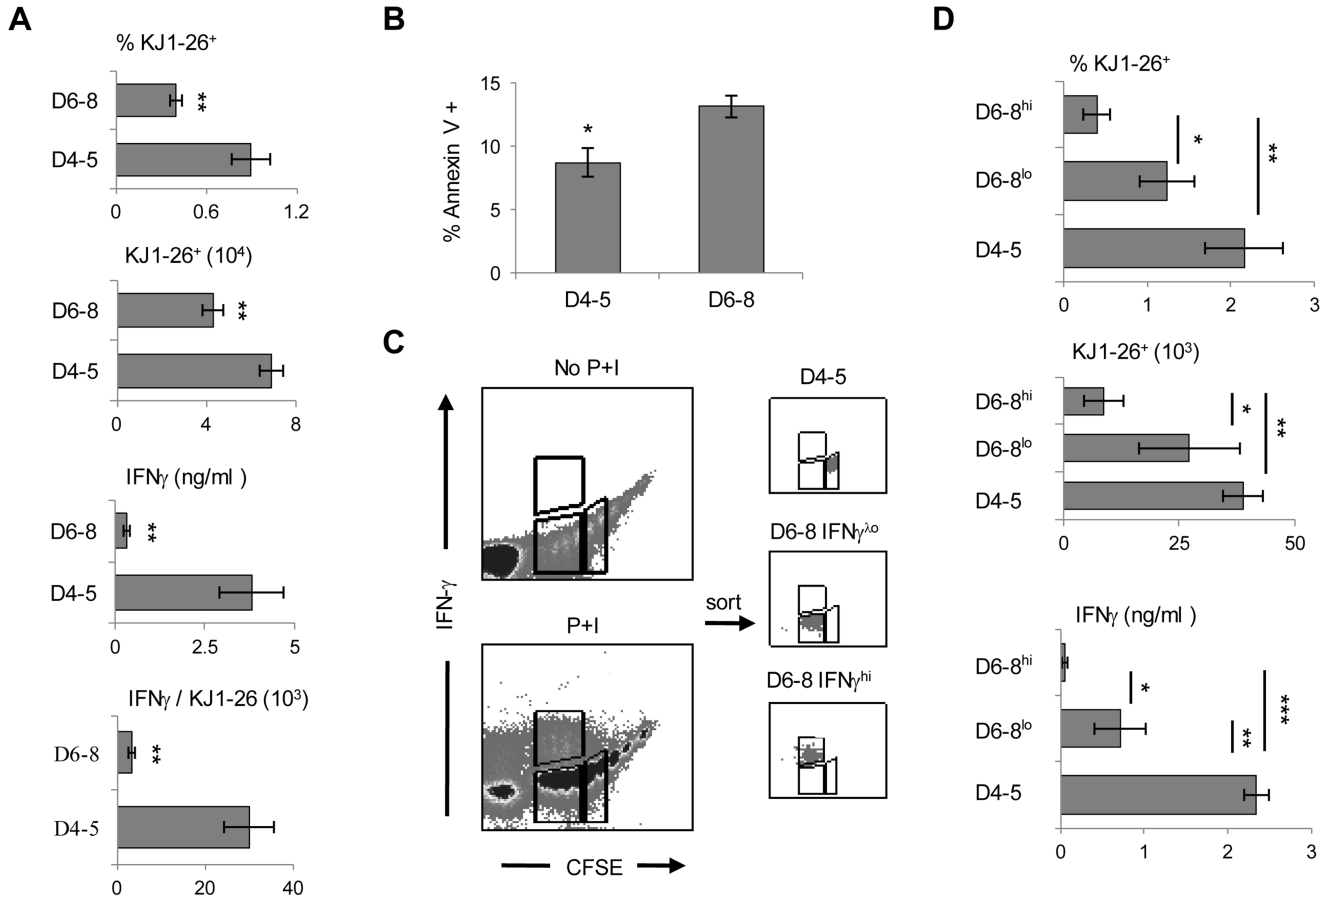 A
% KJ1-26⁺
D6-8
**
D4-5
0 0.6 1.2
KJ1-26⁺ (10⁴)
D6-8
**
D4-5
0 4 8
IFNγ (ng/ml )
D6-8
**
D4-5
0 2.5 5
IFNγ / KJ1-26 (10³)
D6-8
**
D4-5
0 20 40
B
% Annexin V +
15
10
5
0
*
D4-5 D6-8
C
No P+I
IFN-γ
P+I
CFSE
sort
D4-5
D6-8 IFNγ^λο
D6-8 IFNγ^hi
D
% KJ1-26⁺
D6-8^hi
D6-8^lo
D4-5
*
**
0 1 2 3
KJ1-26⁺ (10³)
D6-8^hi
D6-8^lo
D4-5
*
**
0 25 50
IFNγ (ng/ml )
D6-8^hi
D6-8^lo
D4-5
*
**
***
0 1 2 3